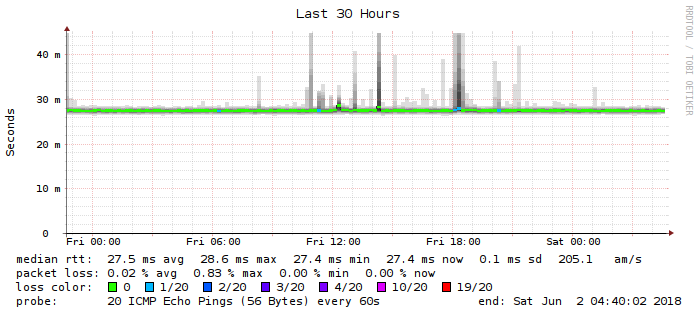 Last 30 Hours
RRDTOOL / TOBI OETIKER
Seconds
40 m
30 m
20 m
10 m
0
Fri 00:00 Fri 06:00 Fri 12:00 Fri 18:00 Sat 00:00
median rtt: 27.5 ms avg 28.6 ms max 27.4 ms min 27.4 ms now 0.1 ms sd 205.1 am/s
packet loss: 0.02 % avg 0.83 % max 0.00 % min 0.00 % now
loss color: 0 1/20 2/20 3/20 4/20 10/20 19/20
probe: 20 ICMP Echo Pings (56 Bytes) every 60s end: Sat Jun 2 04:40:02 2018